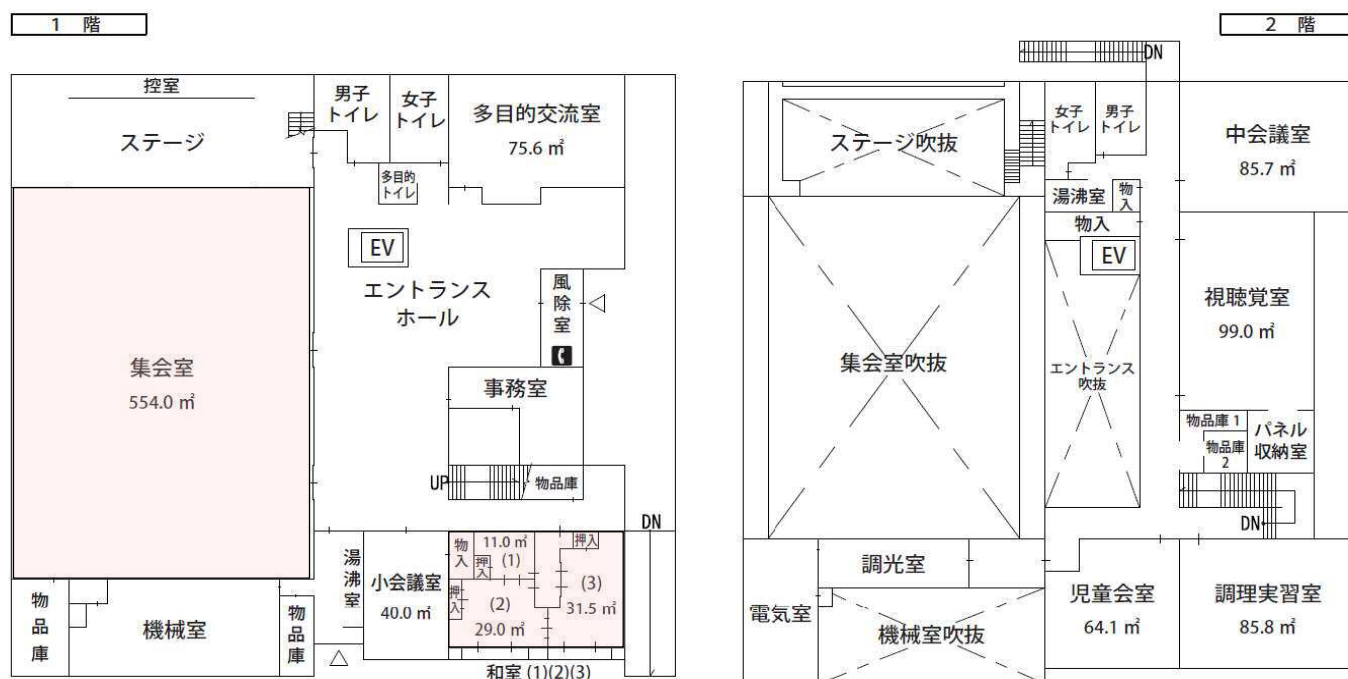 1 階
控室
ステージ
男子
トイレ
女子
トイレ
多目的交流室
75.6 ㎡
多目的
トイレ
EV
エントランス
ホール
風除室
集会室
554.0 ㎡
事務室
UP
物品庫
DN
湯沸室
小会議室
40.0 ㎡
物入
11.0 ㎡
押入
(1)
押入
(2)
29.0 ㎡
押入
(3)
31.5 ㎡
物品庫
機械室
物品庫
和室 (1)(2)(3)
2 階
DN
ステージ吹抜
女子
トイレ
男子
トイレ
中会議室
85.7 ㎡
湯沸室
物入
物入
EV
視聴覚室
99.0 ㎡
集会室吹抜
エントランス
吹抜
物品庫 1
物品庫
2
パネル
収納室
DN
調光室
電気室
機械室吹抜
児童会室
64.1 ㎡
調理実習室
85.8 ㎡